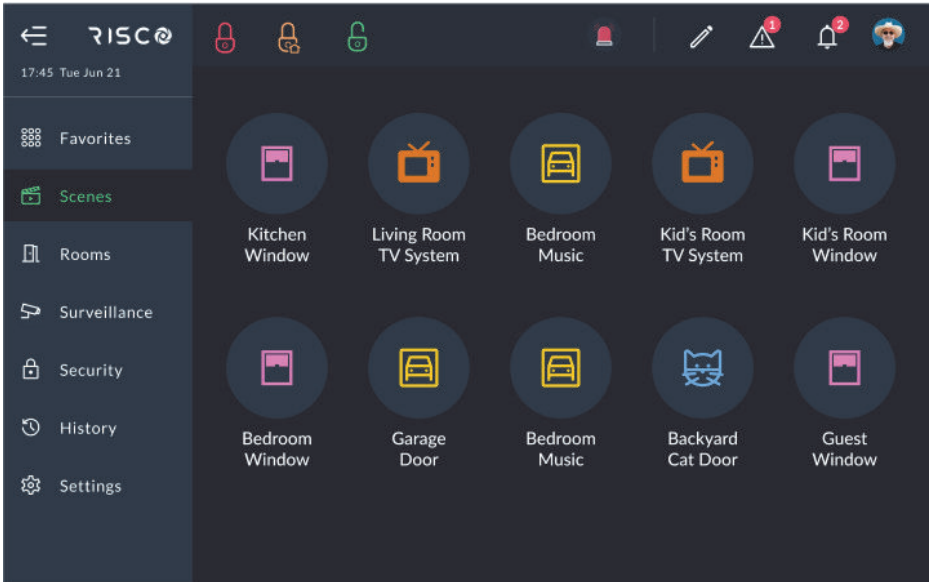 RISCO
1
2
17:45 Tue Jun 21
Favorites
Scenes
Rooms
Surveillance
Security
History
Settings
Kitchen
Window
Living Room
TV System
Bedroom
Music
Kid's Room
TV System
Kid's Room
Window
Bedroom
Window
Garage
Door
Bedroom
Music
Backyard
Cat Door
Guest
Window